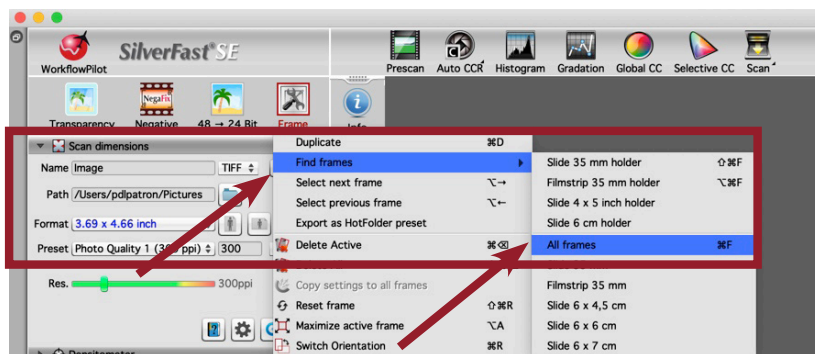 SilverFast®SE
WorkflowPilot
Prescan Auto CCR Histogram Gradation Global CC Selective CC Scan
NegaFix
Transparency Negative 48 → 24 Bit Frame Info
Scan dimensions
Name Image TIFF
Path /Users/pdlpatron/Pictures
Format 3.69 x 4.66 inch
Preset Photo Quality 1 (300 ppi) 300
Res. 300ppi
Densitometer
Duplicate ⌘D
Find frames
Select next frame ⌥→
Select previous frame ⌥←
Export as HotFolder preset
Delete Active ⌘⌫
Copy settings to all frames
Reset frame ⇧⌘R
Maximize active frame ⌥A
Switch Orientation ⌘R
Slide 35 mm holder ⇧⌘F
Filmstrip 35 mm holder ⌥⌘F
Slide 4 x 5 inch holder
Slide 6 cm holder
All frames ⌘F
Filmstrip 35 mm
Slide 6 x 4,5 cm
Slide 6 x 6 cm
Slide 6 x 7 cm